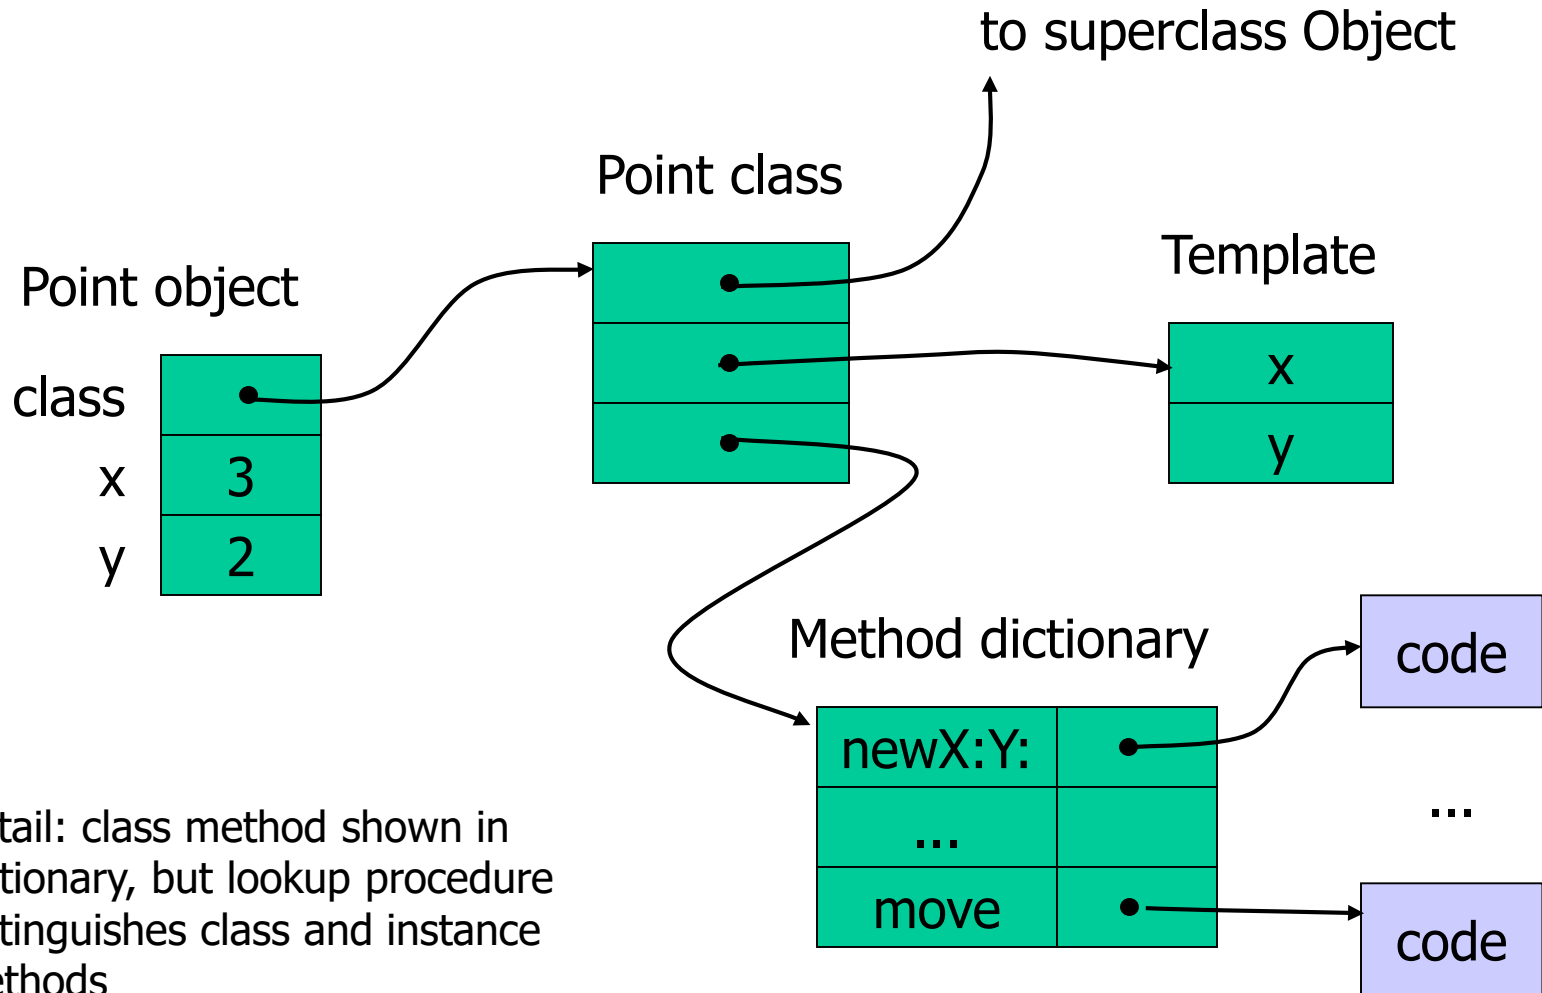 to superclass Object
Point class
Template
Point object
class
x
3
y
2
x
y
Method dictionary
newX:Y:
...
move
code
...
code
tail: class method shown in
tionary, but lookup procedure
tinguishes class and instance
ethods